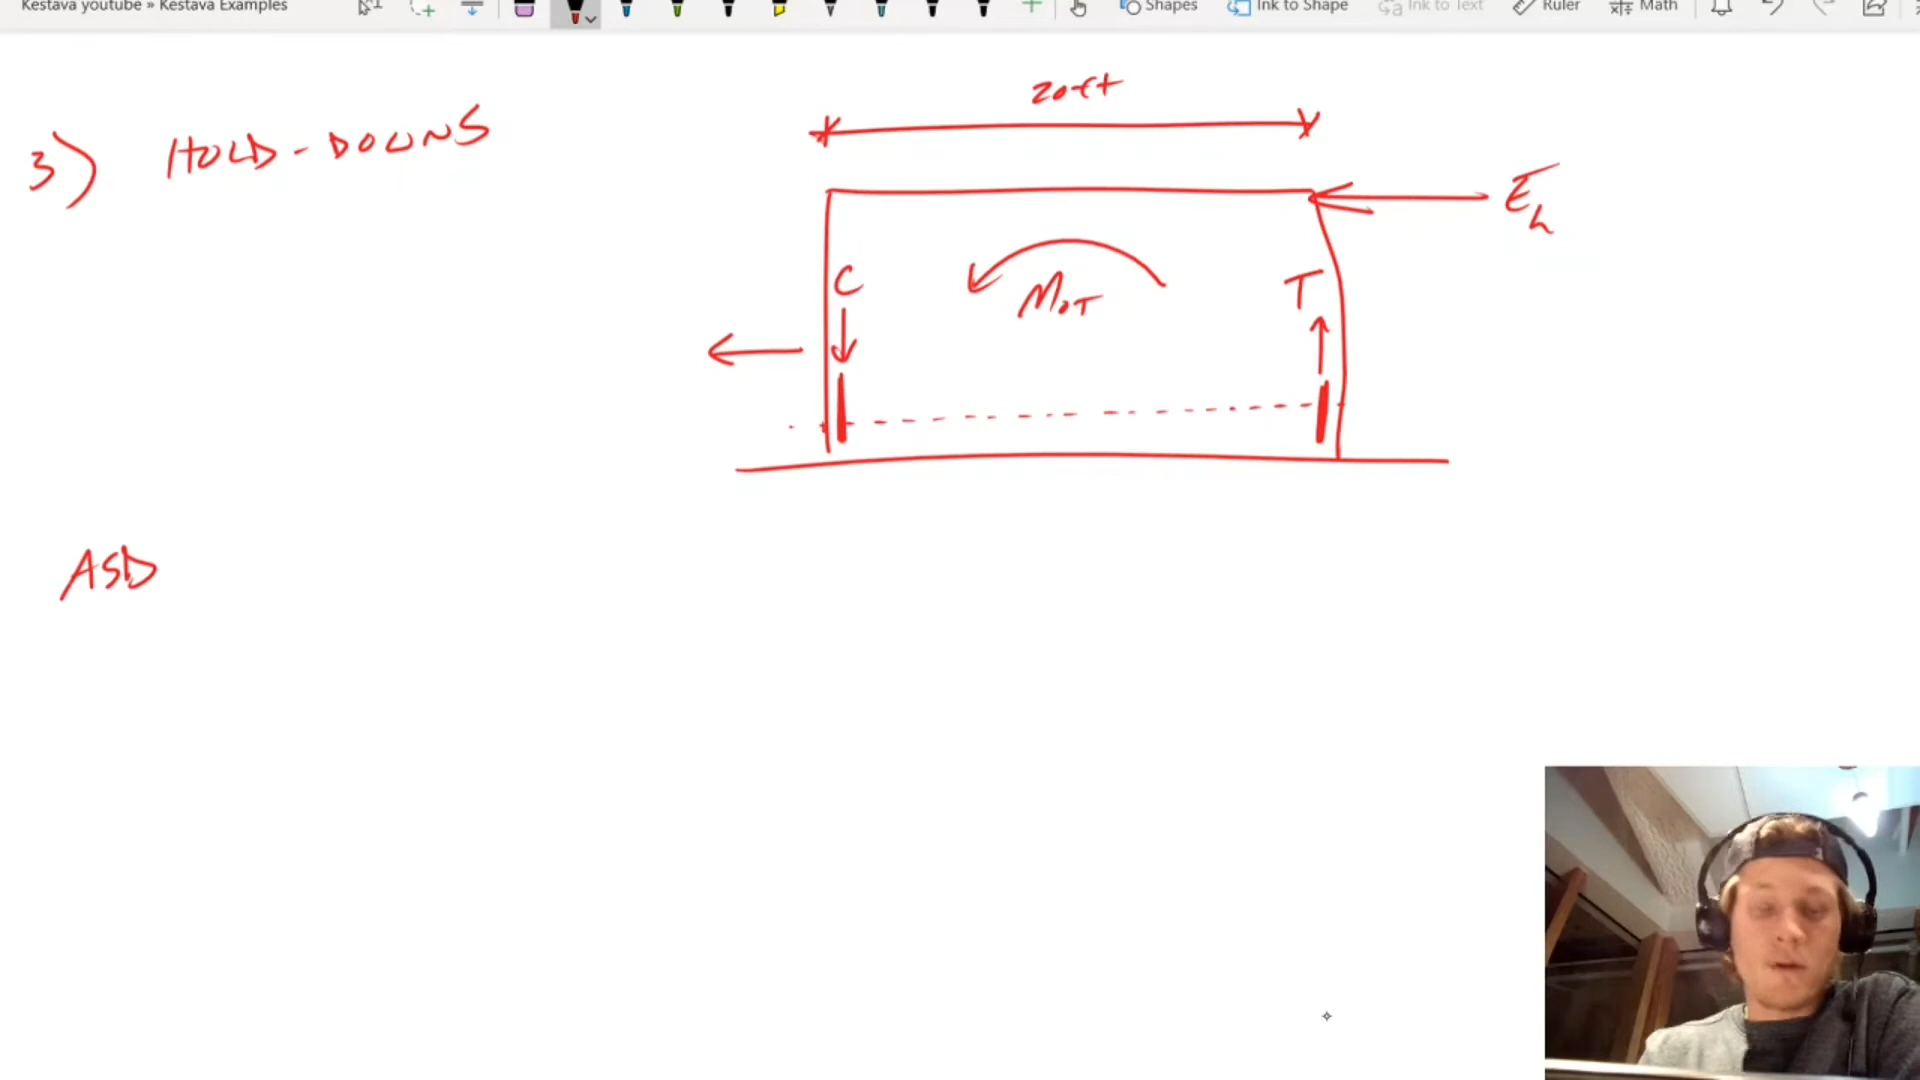 Kestava youtube » Kestava Examples
Shapes
Ink to Shape
Ink to Text
Ruler
Math
3) HOLD-DOWNS
20ft
Eh
C
MOT
T
ASD